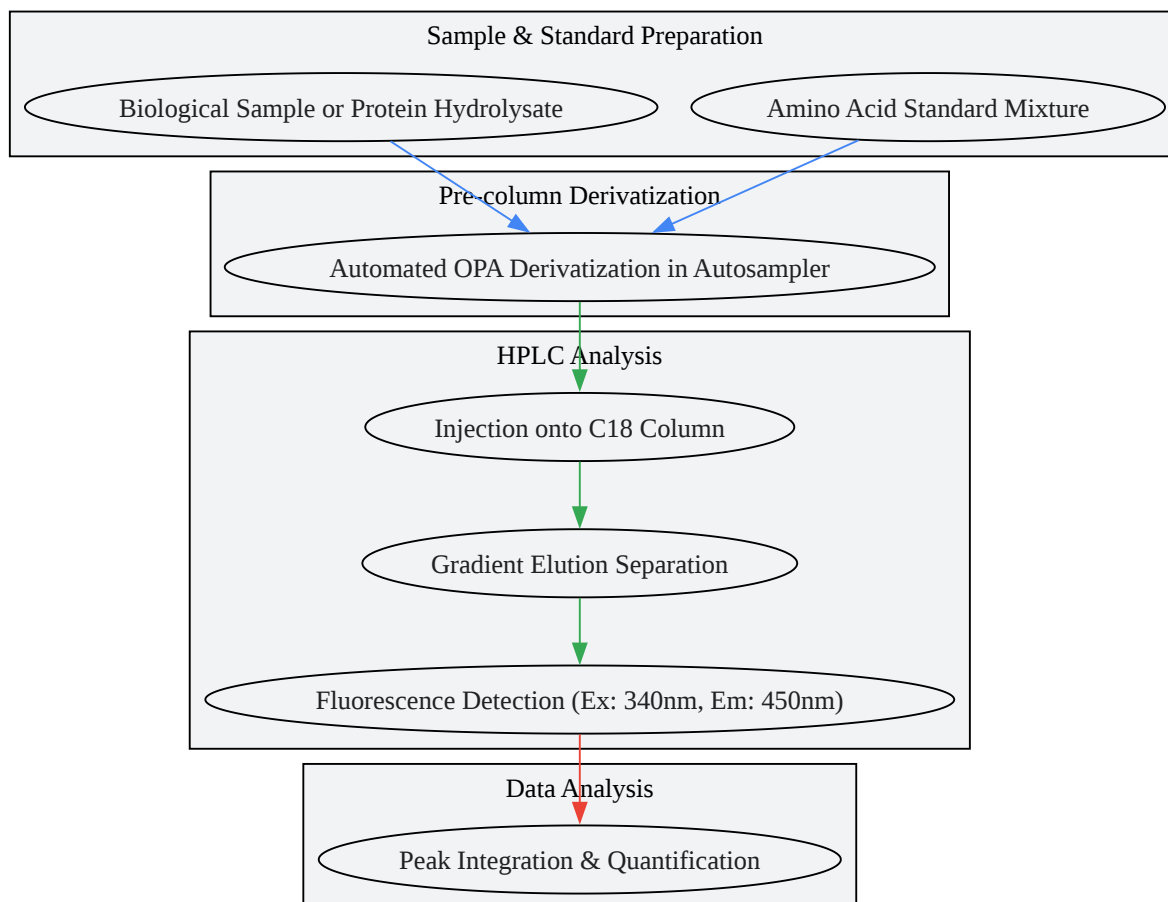 Sample & Standard Preparation
Biological Sample or Protein Hydrolysate
Amino Acid Standard Mixture
Pre-column Derivatization
Automated OPA Derivatization in Autosampler
HPLC Analysis
Injection onto C18 Column
Gradient Elution Separation
Fluorescence Detection (Ex: 340nm, Em: 450nm)
Data Analysis
Peak Integration & Quantification